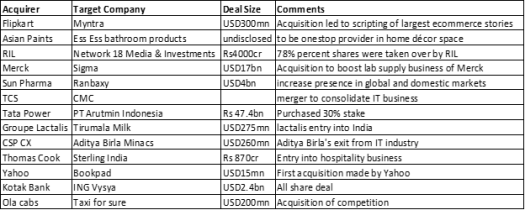 Acquirer Target Company Deal Size Comments
Flipkart Myntra USD300mn Acquisition led to scripting of largest ecommerce stories
Asian Paints Ess Ess bathroom products undisclosed to be onestop provider in home décor space
RIL Network 18 Media & Investments Rs4000cr 78% percent shares were taken over by RIL
Merck Sigma USD17bn Acquisition to boost lab supply business of Merck
Sun Pharma Ranbaxy USD4bn increase presence in global and domestic markets
TCS CMC merger to consolidate IT business
Tata Power PT Arutmin Indonesia Rs 47.4bn Purchased 30% stake
Groupe Lactalis Tirumala Milk USD275mn lactalis entry into India
CSP CX Aditya Birla Minacs USD260mn Aditya Birla's exit from IT industry
Thomas Cook Sterling India Rs 870cr Entry into hospitality business
Yahoo Bookpad USD15mn First acquisition made by Yahoo
Kotak Bank ING Vysya USD2.4bn All share deal
Ola cabs Taxi for sure USD200mn Acquisition of competition